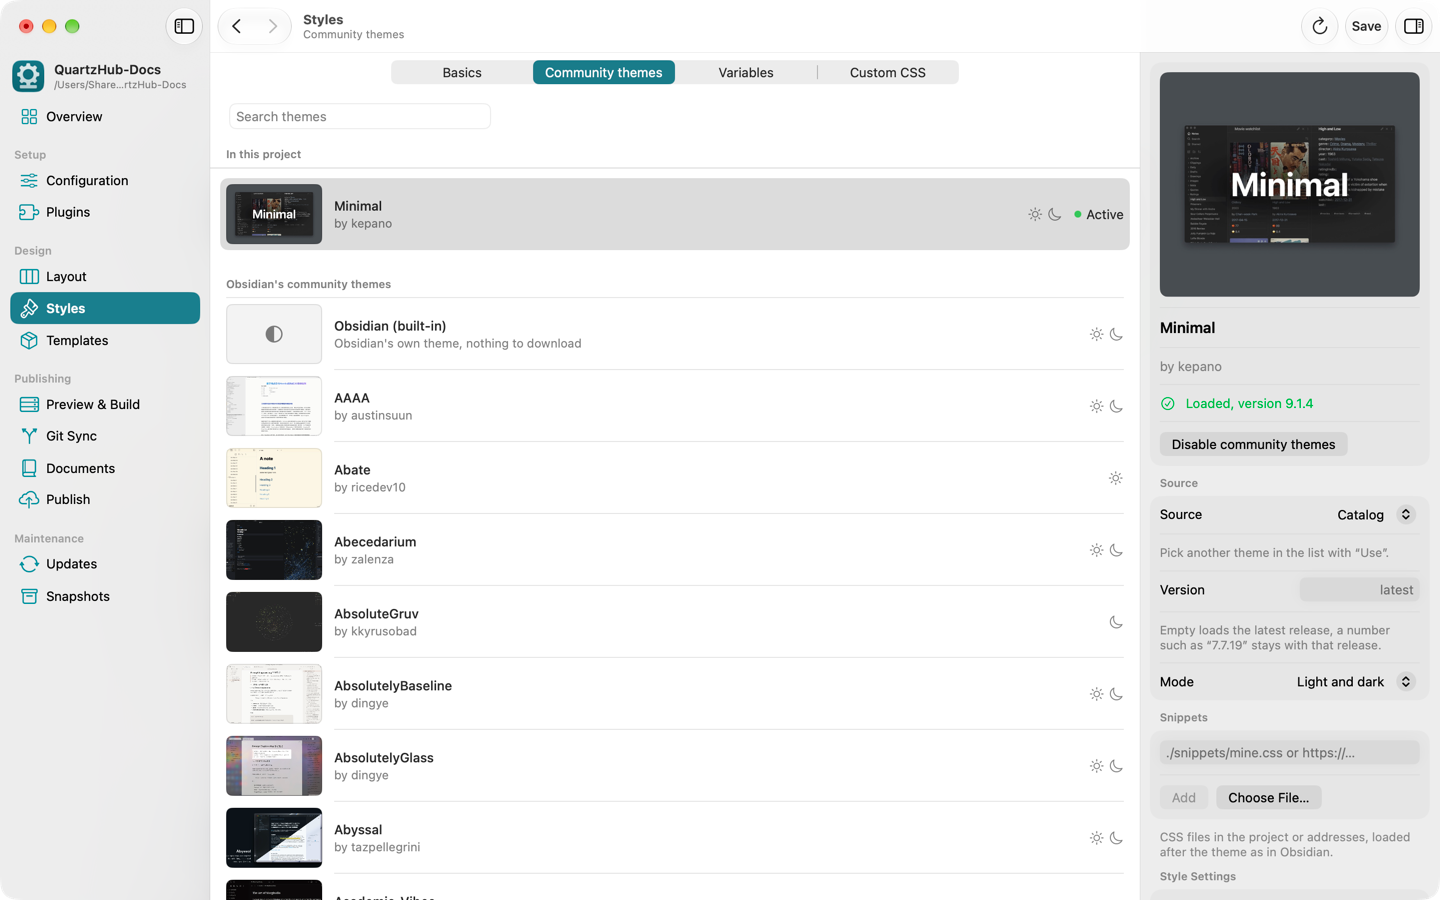 Styles
Community themes
Save
QuartzHub-Docs
/Users/Share...rtzHub-Docs
Overview
Setup
Configuration
Plugins
Design
Layout
Styles
Templates
Publishing
Preview & Build
Git Sync
Documents
Publish
Maintenance
Updates
Snapshots
Basics
Community themes
Variables
Custom CSS
Search themes
In this project
Minimal
Minimal
by kepano
Active
Obsidian's community themes
Obsidian (built-in)
Obsidian's own theme, nothing to download
AAAA
by austinsuun
A note
Abate
by ricedev10
Abecedarium
by zalenza
AbsoluteGruv
by kkyrusobad
AbsolutelyBaseline
by dingye
AbsolutelyGlass
by dingye
Abyssal
Abyssal
by tazpellegrini
Minimal
Minimal
by kepano
Loaded, version 9.1.4
Disable community themes
Source
Source
Catalog
Pick another theme in the list with “Use”.
Version
latest
Empty loads the latest release, a number
such as “7.7.19” stays with that release.
Mode
Light and dark
Snippets
./snippets/mine.css or https://...
Add
Choose File...
CSS files in the project or addresses, loaded
after the theme as in Obsidian.
Style Settings